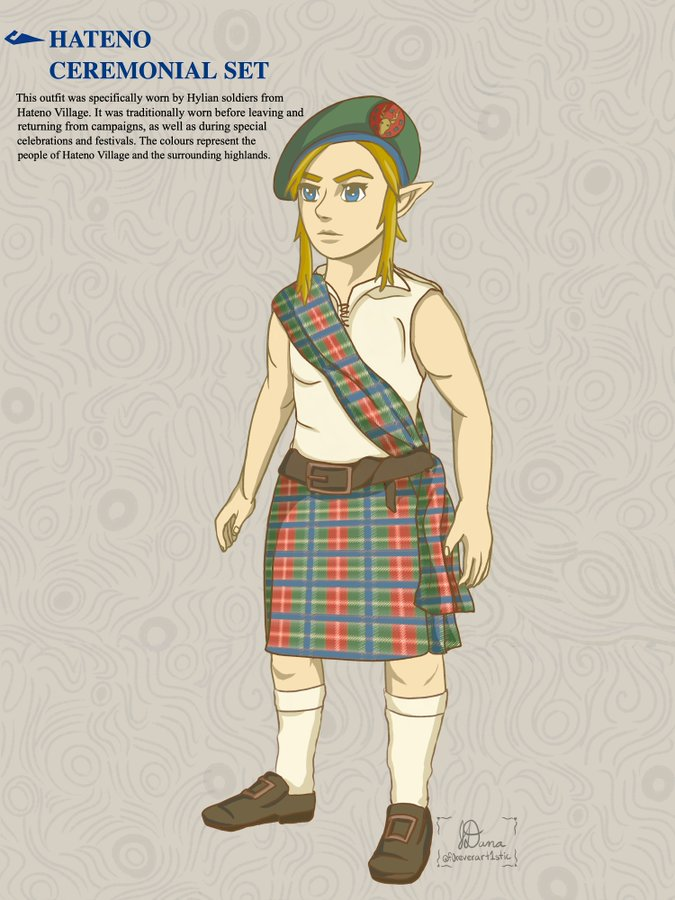 HATENO
CEREMONIAL SET
This outfit was specifically worn by Hylian soldiers from
Hateno Village. It was traditionally worn before leaving and
returning from campaigns, as well as during special
celebrations and festivals. The colours represent the
people of Hateno Village and the surrounding highlands.
@f0reverart1stic